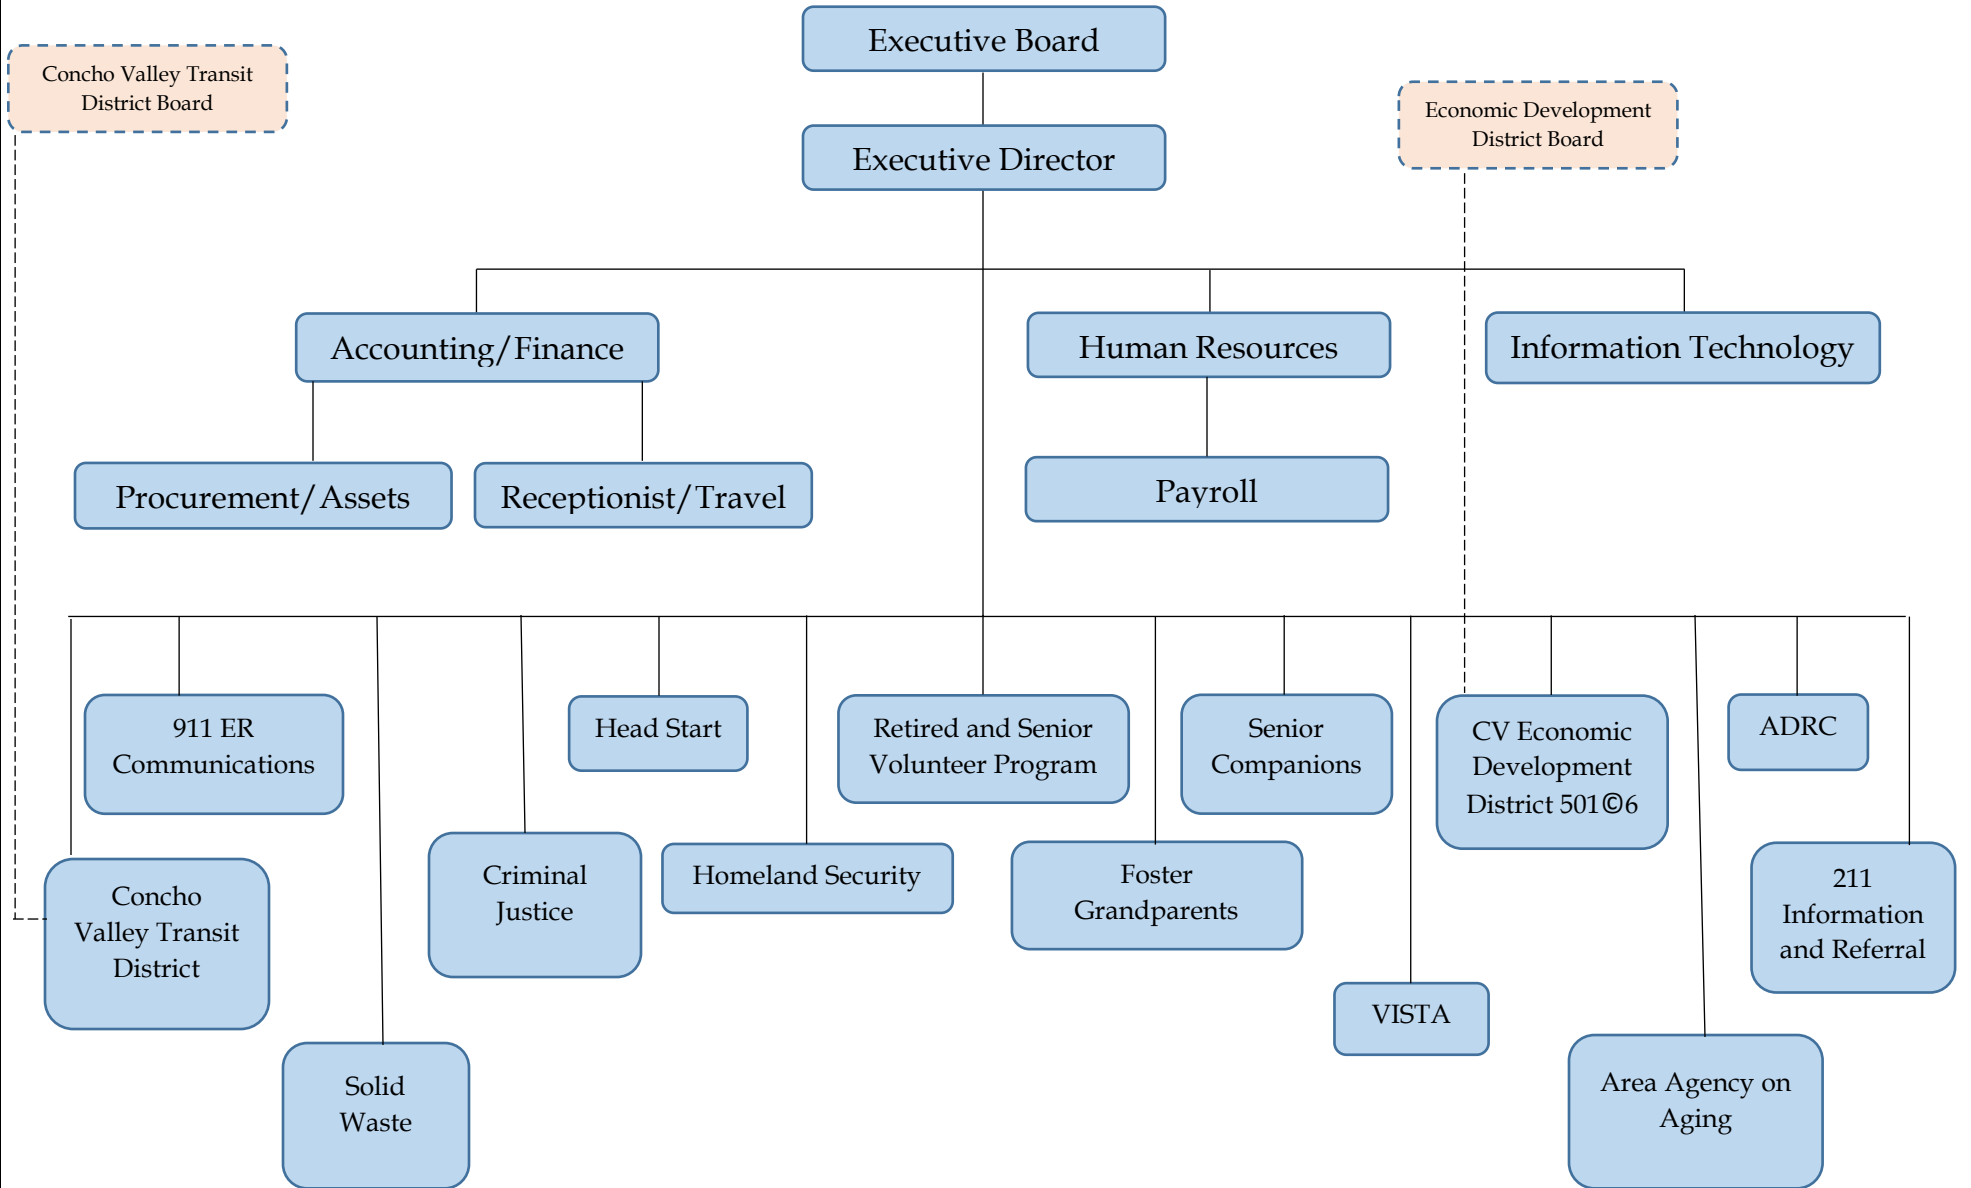 Executive Board
Concho Valley Transit
District Board
Economic Development
District Board
Executive Director
Accounting/Finance
Human Resources
Information Technology
Procurement/Assets
Receptionist/Travel
Payroll
911 ER
Communications
Head Start
Retired and Senior
Volunteer Program
Senior
Companions
CV Economic
Development
District 501©6
ADRC
Concho
Valley Transit
District
Criminal
Justice
Homeland Security
Foster
Grandparents
211
Information
and Referral
VISTA
Solid
Waste
Area Agency on
Aging